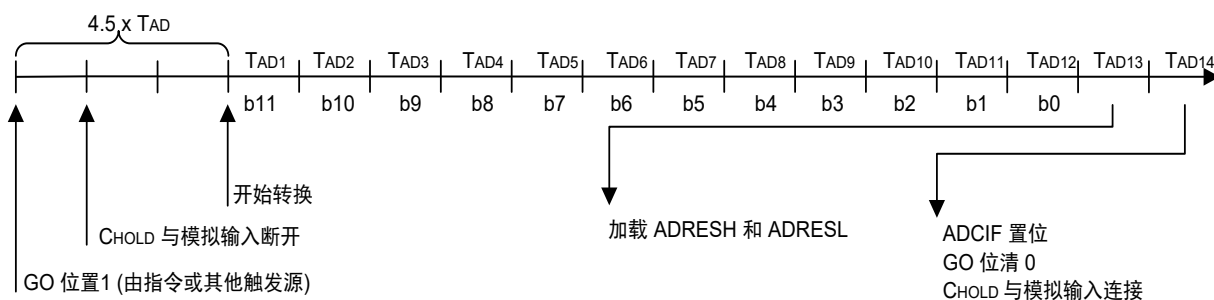 4.5 x TAD
TAD1 TAD2 TAD3 TAD4 TAD5 TAD6 TAD7 TAD8 TAD9 TAD10 TAD11 TAD12 TAD13 TAD14
b11 b10 b9 b8 b7 b6 b5 b4 b3 b2 b1 b0
开始转换
CHOLD 与模拟输入断开
GO 位置1 (由指令或其他触发源)
加载 ADRESH 和 ADRESL
ADCIF 置位
GO 位清 0
CHOLD 与模拟输入连接